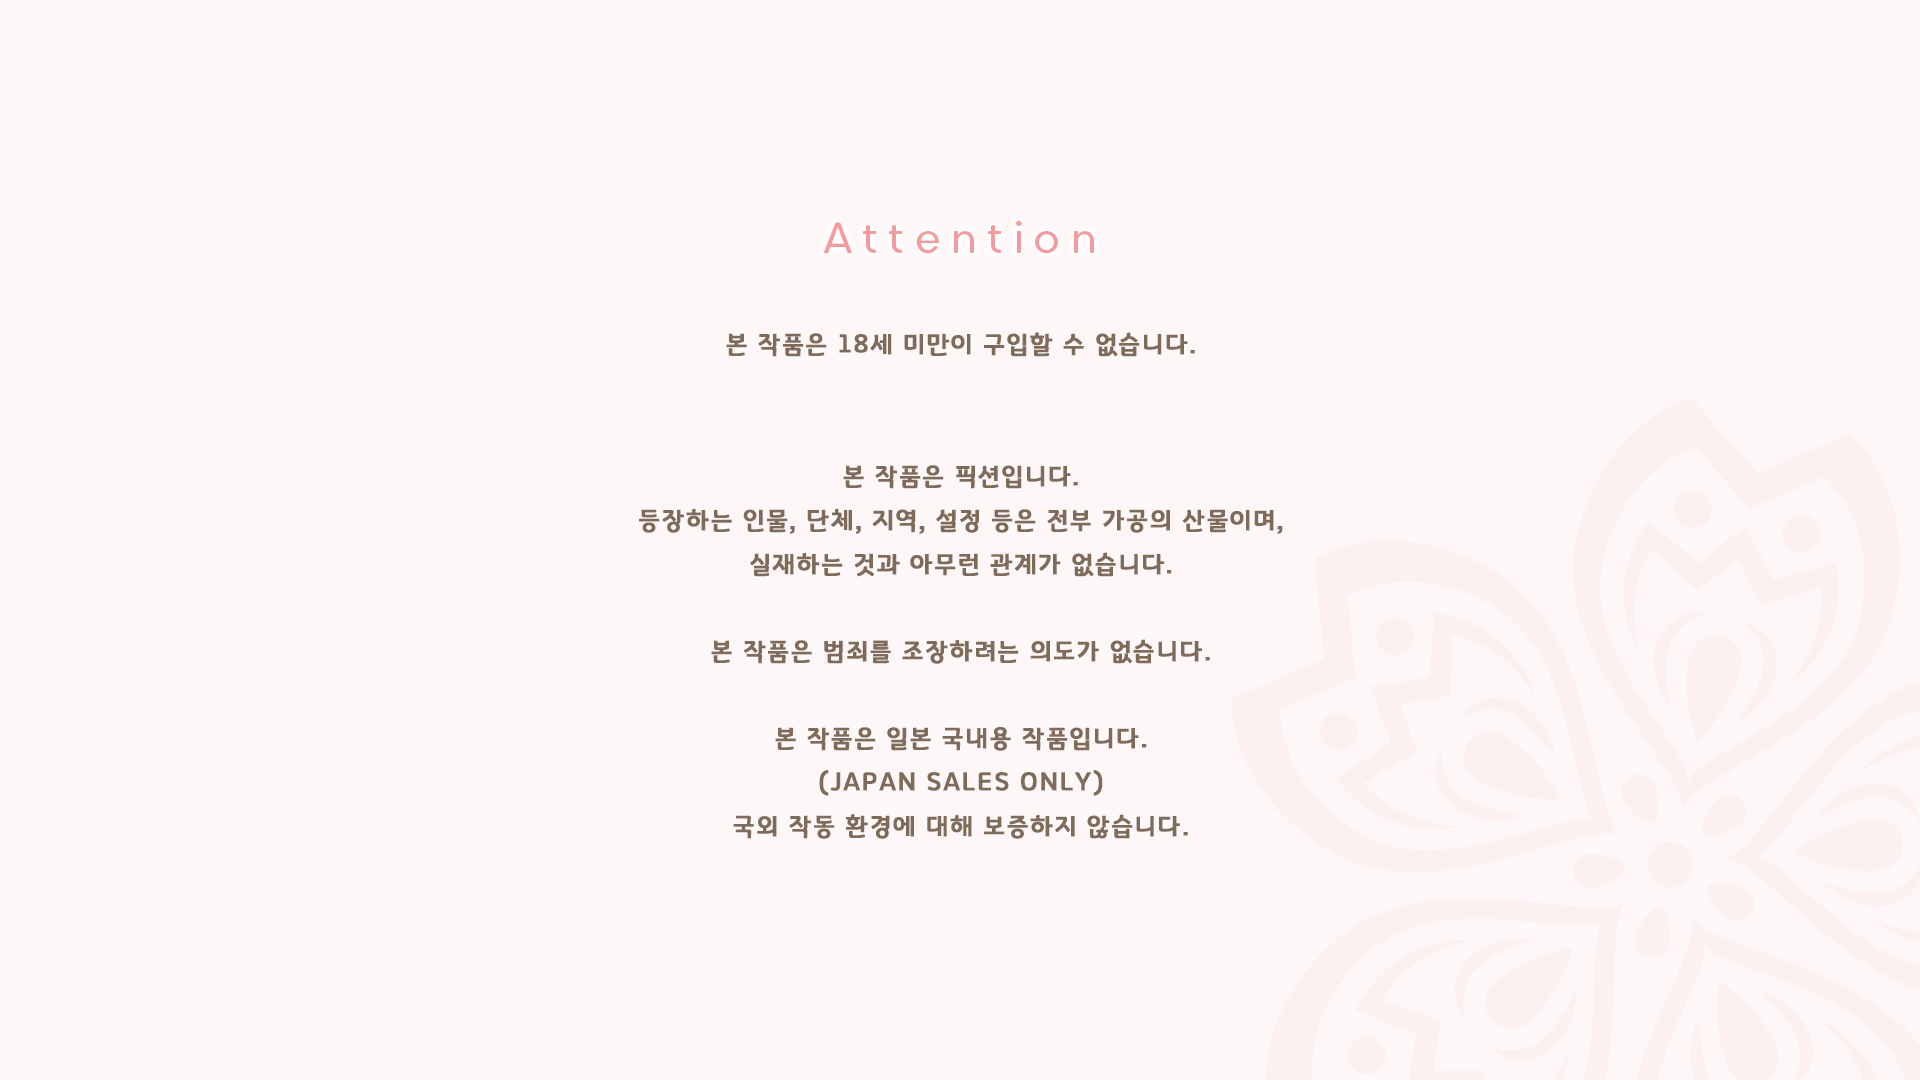 Attention
본 작품은 18세 미만이 구입할 수 없습니다.
본 작품은 픽션입니다.
등장하는 인물, 단체, 지역, 설정 등은 전부 가공의 산물이며,
실재하는 것과 아무런 관계가 없습니다.
본 작품은 범죄를 조장하려는 의도가 없습니다.
본 작품은 일본 국내용 작품입니다.
(JAPAN SALES ONLY)
국외 작동 환경에 대해 보증하지 않습니다.